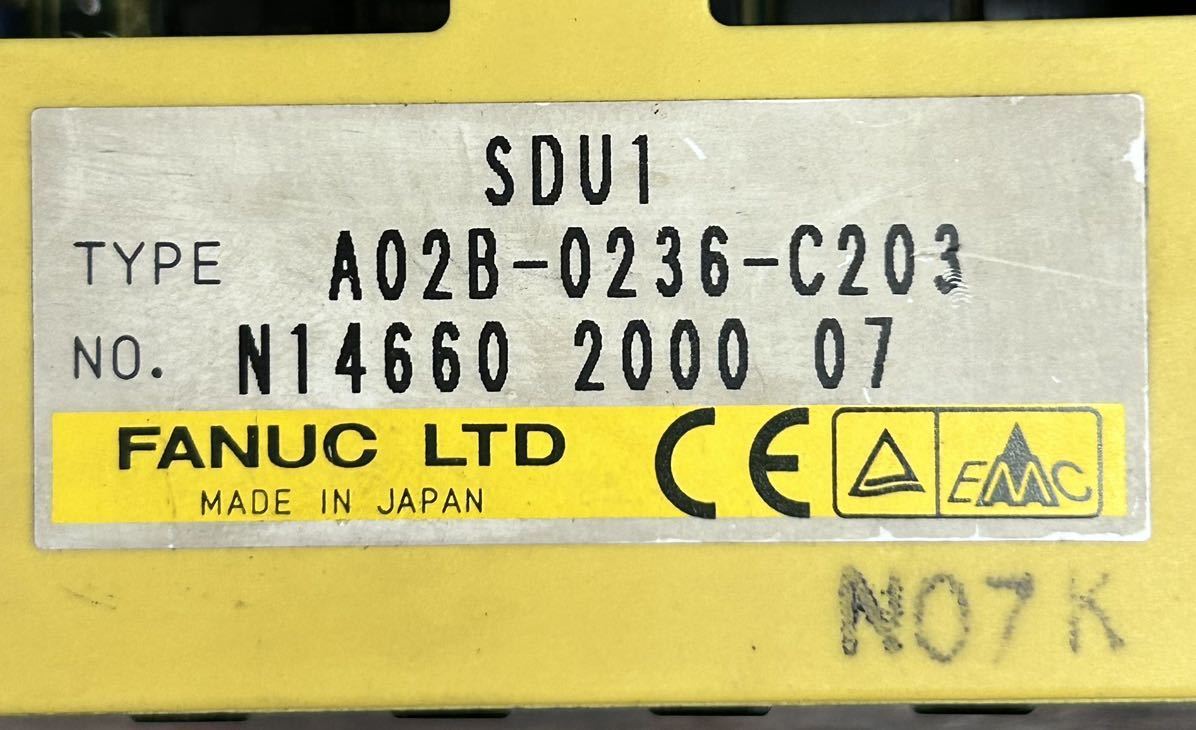 SDU1
TYPE A02B-0236-C203
NO. N14660 2000 07
FANUC LTD
MADE IN JAPAN
CE
EMC
N07K